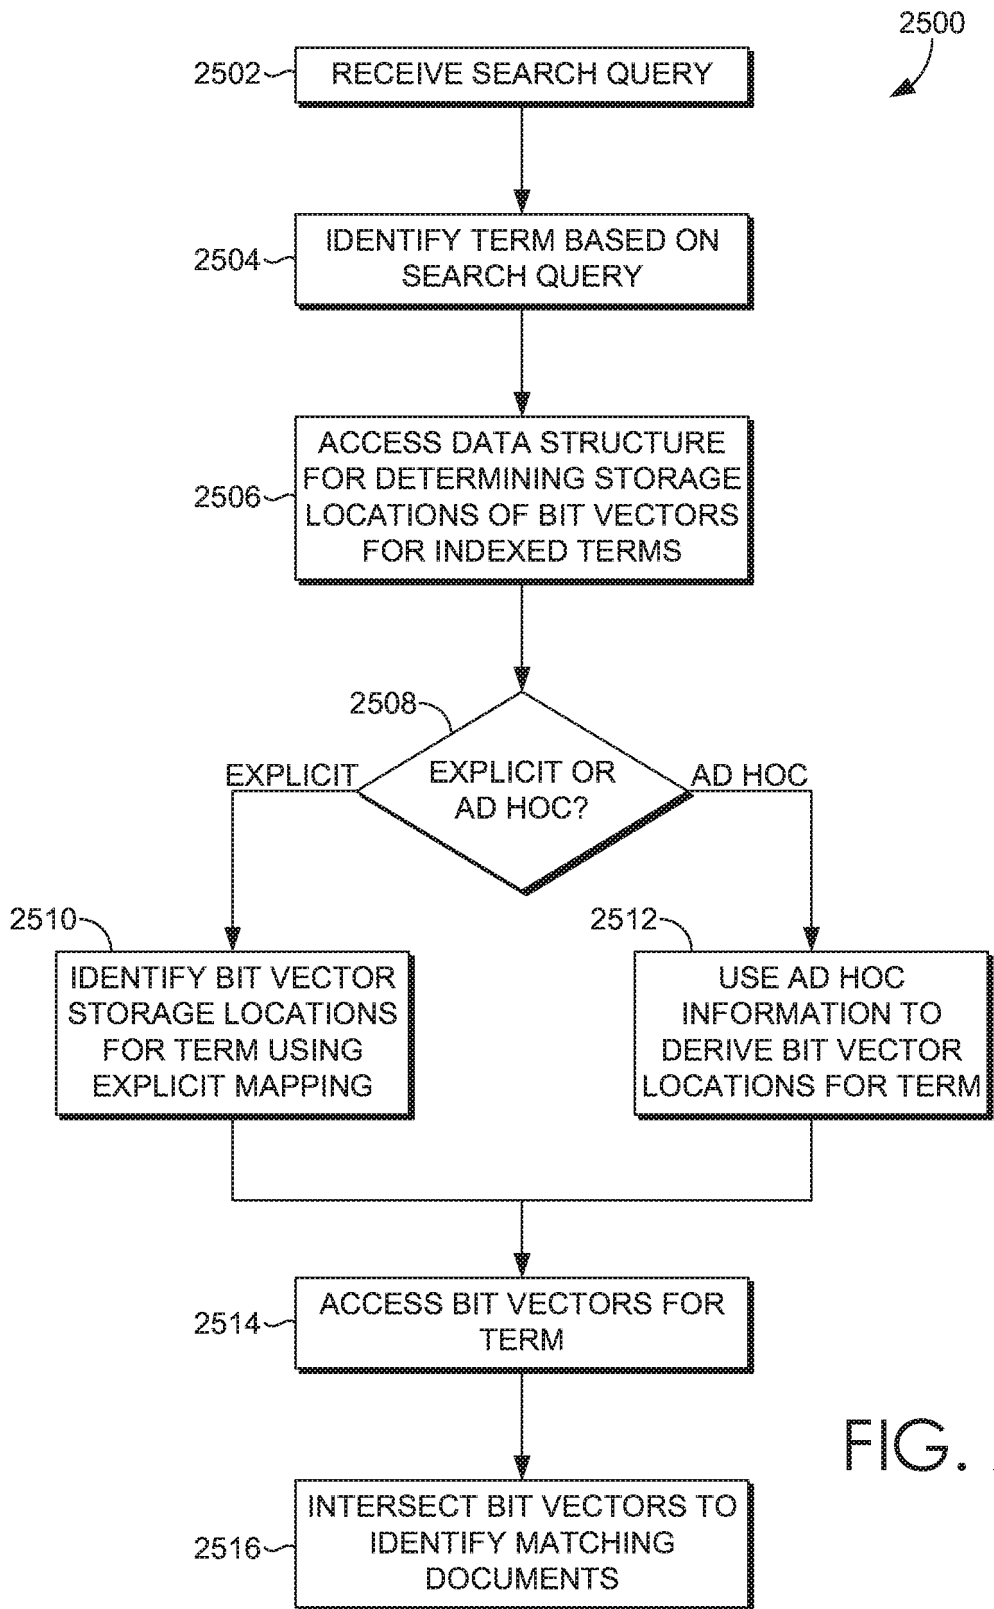 2500
2502
RECEIVE SEARCH QUERY
2504
IDENTIFY TERM BASED ON
SEARCH QUERY
2506
ACCESS DATA STRUCTURE
FOR DETERMINING STORAGE
LOCATIONS OF BIT VECTORS
FOR INDEXED TERMS
2508
EXPLICIT OR
AD HOC?
EXPLICIT
AD HOC
2510
IDENTIFY BIT VECTOR
STORAGE LOCATIONS
FOR TERM USING
EXPLICIT MAPPING
2512
USE AD HOC
INFORMATION TO
DERIVE BIT VECTOR
LOCATIONS FOR TERM
2514
ACCESS BIT VECTORS FOR
TERM
FIG.
2516
INTERSECT BIT VECTORS TO
IDENTIFY MATCHING
DOCUMENTS